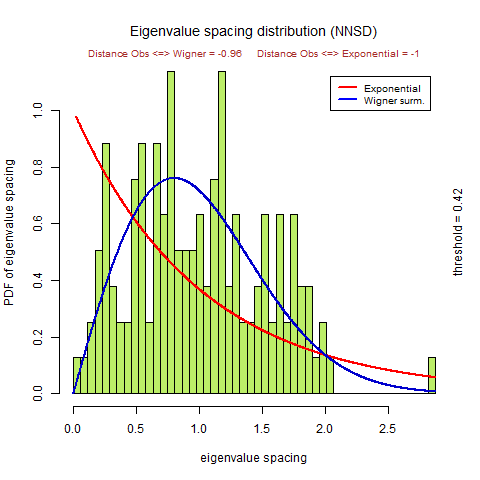 Eigenvalue spacing distribution (NNSD)
Distance Obs <=> Wigner = -0.96 Distance Obs <=> Exponential = -1
Exponential
Wigner surm.
PDF of eigenvalue spacing
1.0
0.8
0.6
0.4
0.2
0.0
threshold = 0.42
0.0 0.5 1.0 1.5 2.0 2.5
eigenvalue spacing